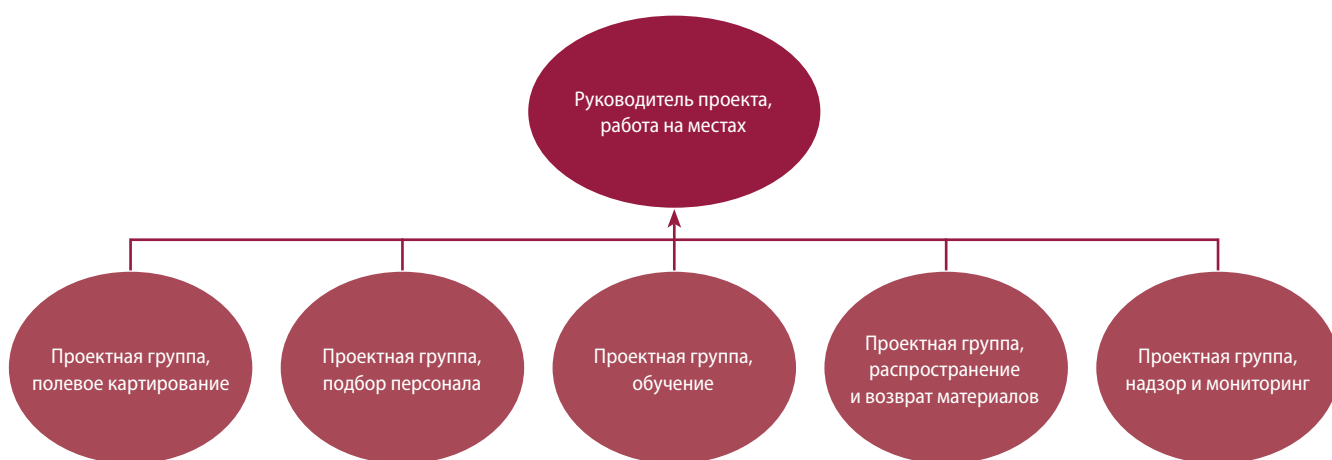 Руководитель проекта,
работа на местах
Проектная группа,
полевое картирование
Проектная группа,
подбор персонала
Проектная группа,
обучение
Проектная группа,
распространение
и возврат материалов
Проектная группа,
надзор и мониторинг